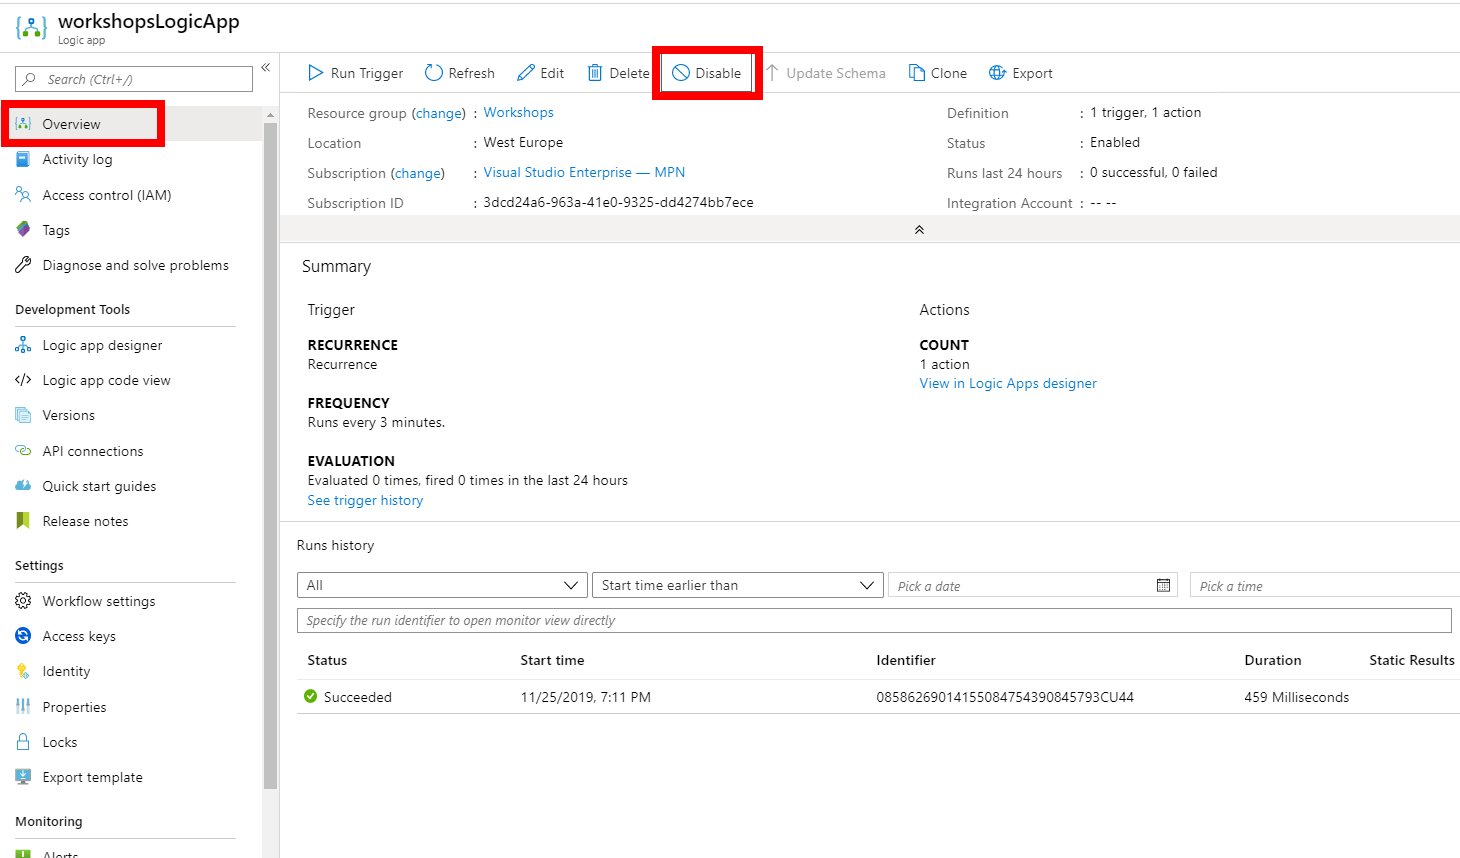 workshopsLogicApp
Logic app
Search (Ctrl+/)
«
Overview
Activity log
Access control (IAM)
Tags
Diagnose and solve problems
Development Tools
Logic app designer
Logic app code view
Versions
API connections
Quick start guides
Release notes
Settings
Workflow settings
Access keys
Identity
Properties
Locks
Export template
Monitoring
Alerts
Run Trigger Refresh Edit Delete Disable Update Schema Clone Export
Resource group (change) : Workshops
Location : West Europe
Subscription (change) : Visual Studio Enterprise — MPN
Subscription ID : 3dcd24a6-963a-41e0-9325-dd4274bb7ece
Definition : 1 trigger, 1 action
Status : Enabled
Runs last 24 hours : 0 successful, 0 failed
Integration Account : -- --
Summary
Trigger
RECURRENCE
Recurrence
FREQUENCY
Runs every 3 minutes.
EVALUATION
Evaluated 0 times, fired 0 times in the last 24 hours
See trigger history
Actions
COUNT
1 action
View in Logic Apps designer
Runs history
All Start time earlier than Pick a date Pick a time
Specify the run identifier to open monitor view directly
Status Start time Identifier Duration Static Results
Succeeded 11/25/2019, 7:11 PM 08586269014155084754390845793CU44 459 Milliseconds